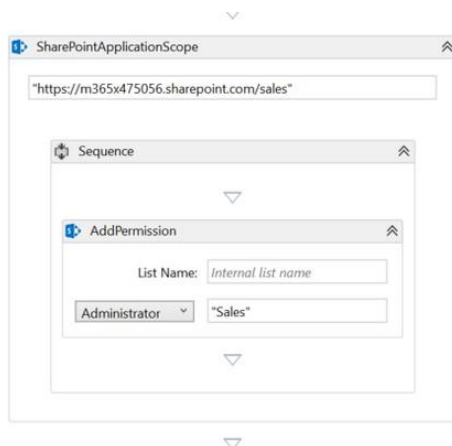 SharePointApplicationScope
"https://m365x475056.sharepoint.com/sales"
Sequence
AddPermission
List Name: Internal list name
Administrator "Sales"